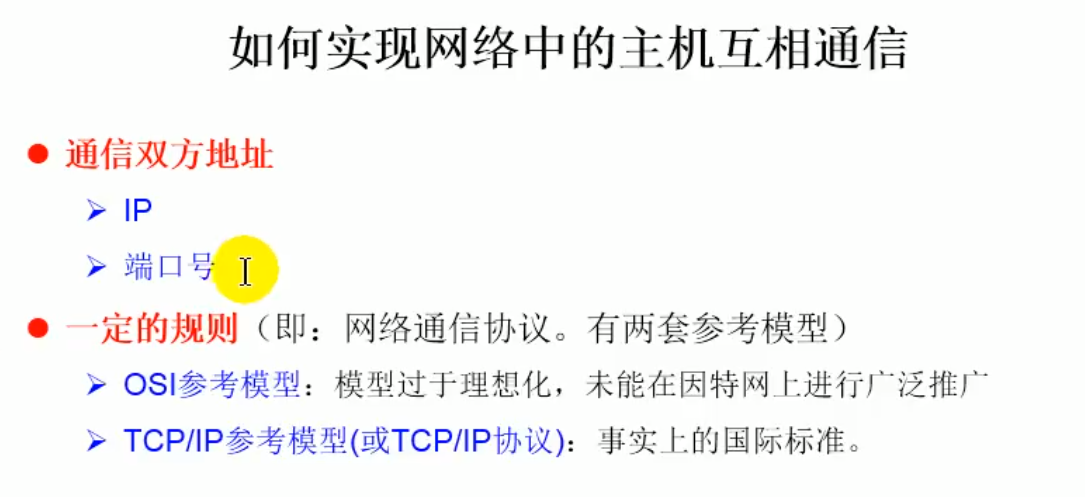 如何实现网络中的主机互相通信
通信双方地址
IP
端口号
一定的规则（即：网络通信协议。有两套参考模型）
OSI参考模型：模型过于理想化，未能在因特网上进行广泛推广
TCP/IP参考模型(或TCP/IP协议)：事实上的国际标准。